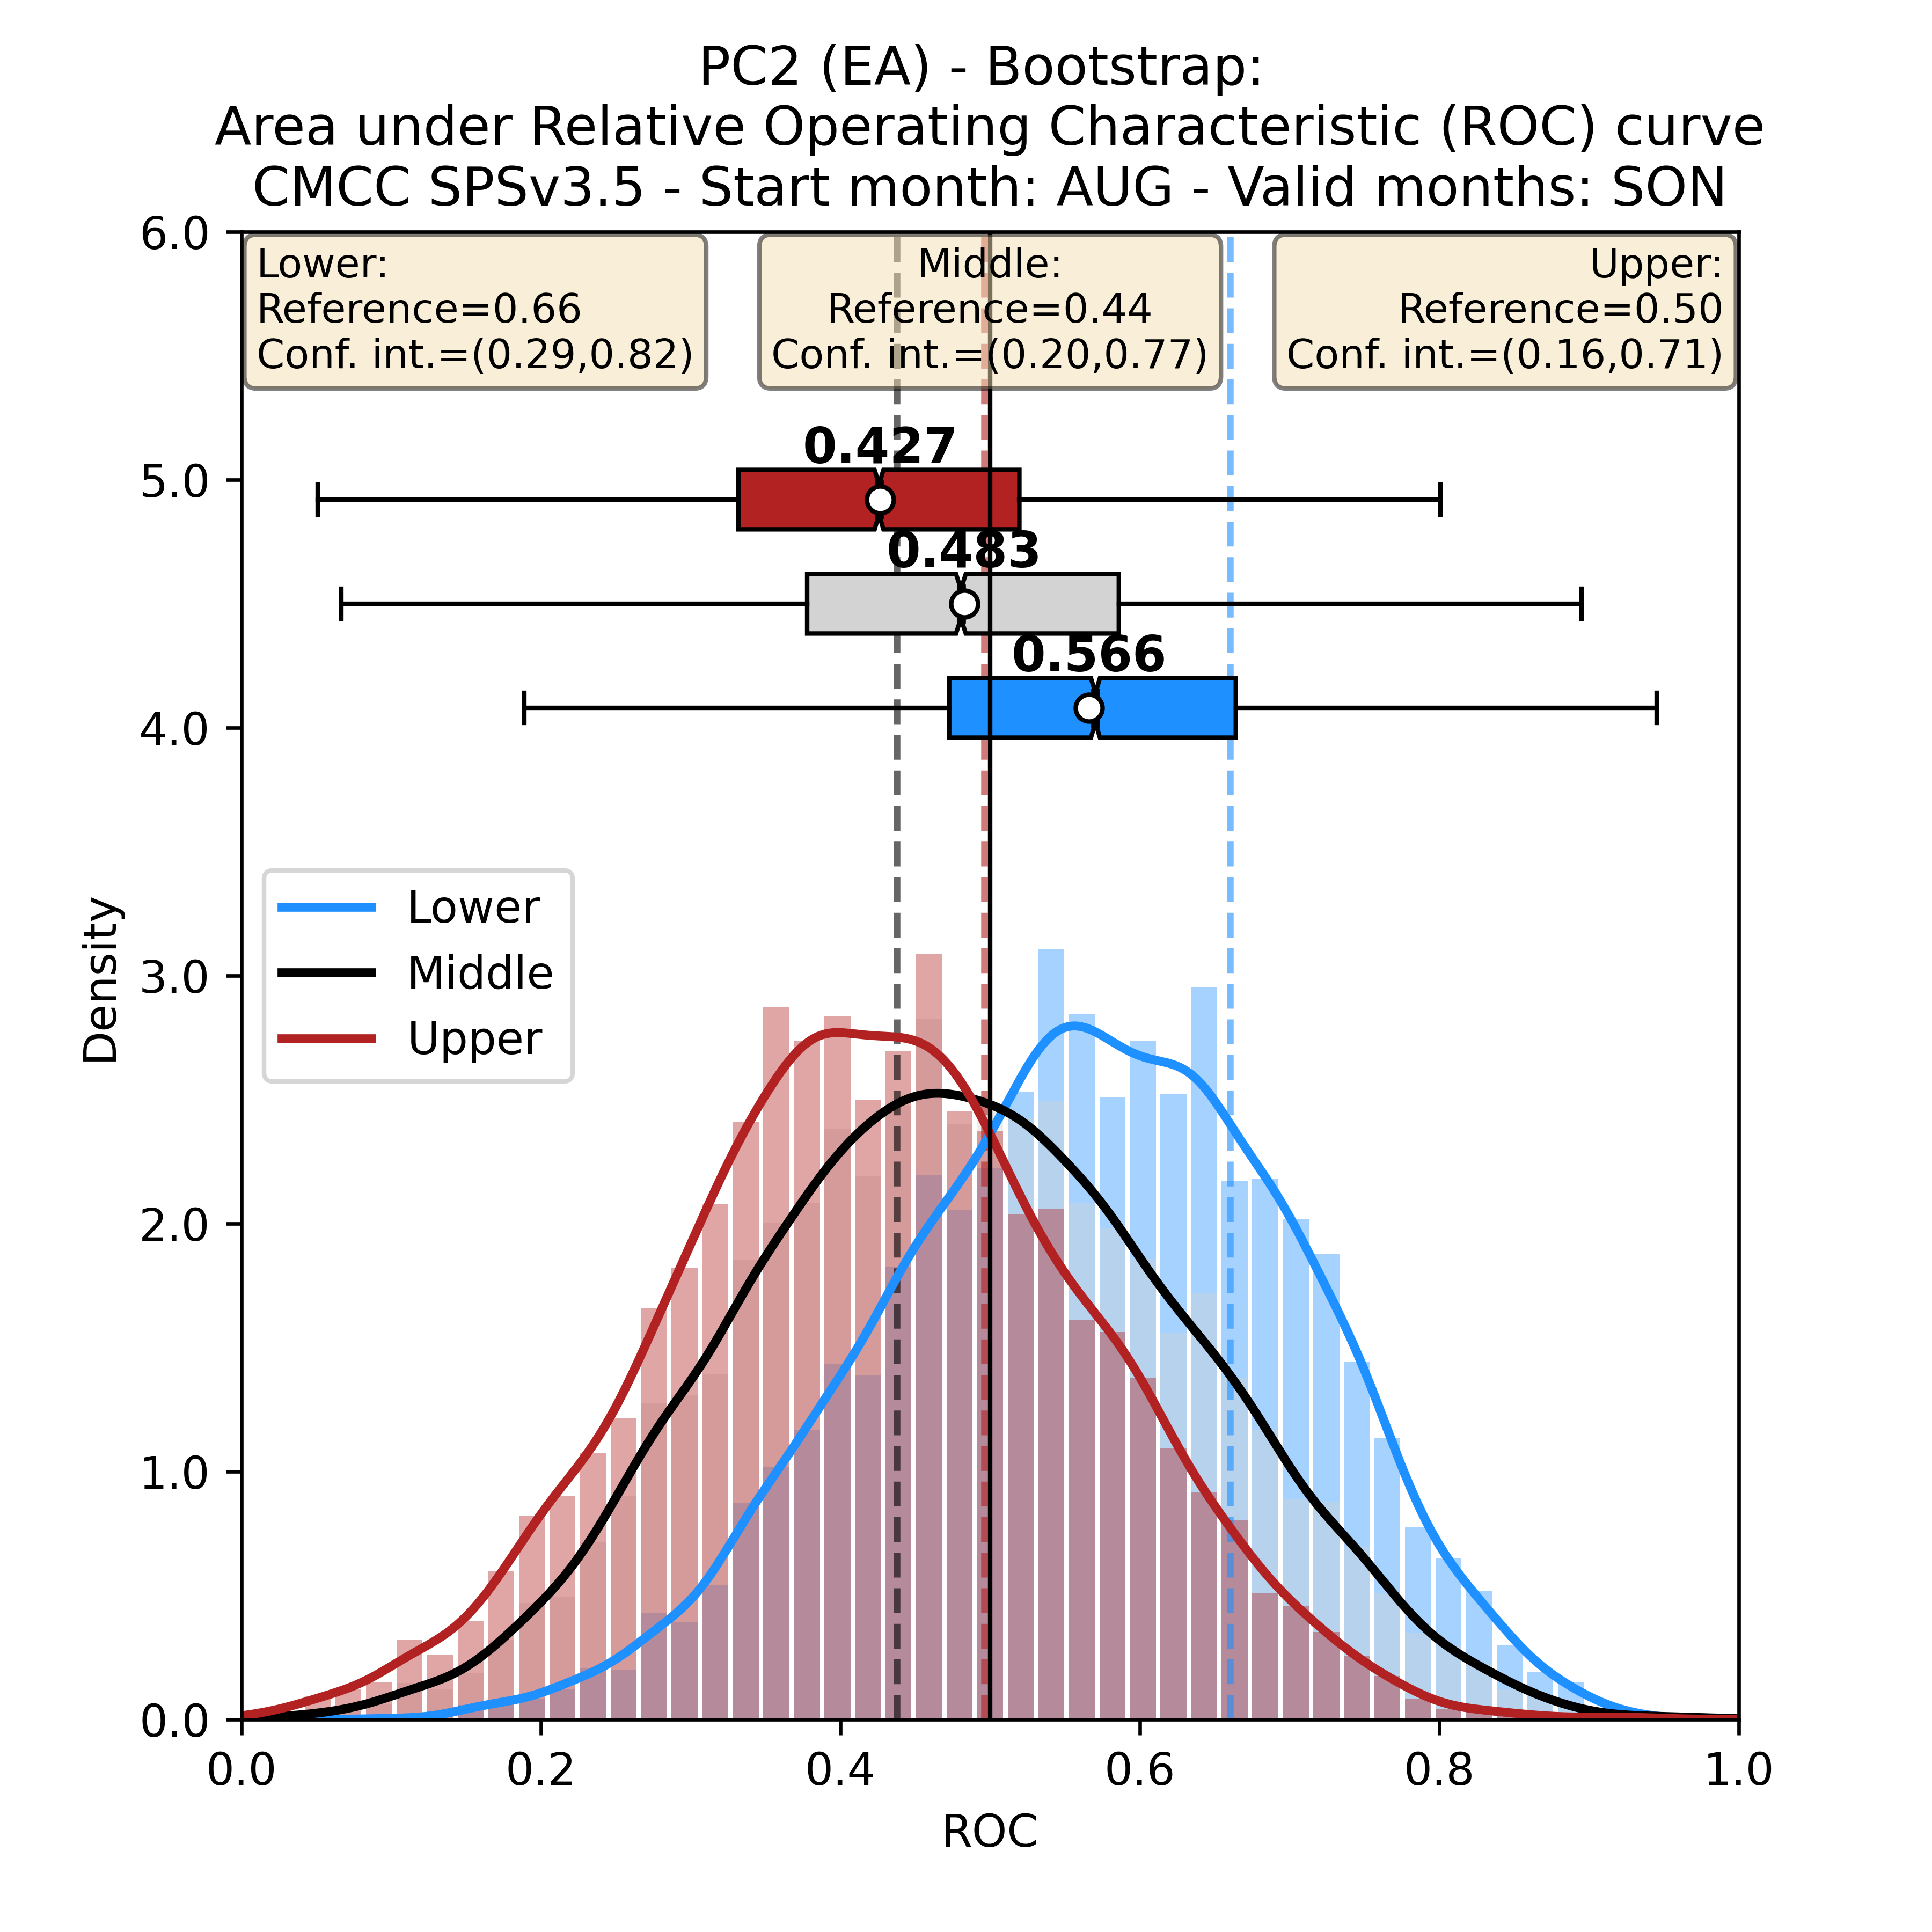 PC2 (EA) - Bootstrap:
Area under Relative Operating Characteristic (ROC) curve
CMCC SPSv3.5 - Start month: AUG - Valid months: SON
6.0
Lower:
Reference=0.66
Conf. int.=(0.29,0.82)
Middle:
Reference=0.44
Conf. int.=(0.20,0.77)
Upper:
Reference=0.50
Conf. int.=(0.16,0.71)
0.427
5.0
0.483
0.566
4.0
Lower
Middle
Upper
Density
3.0
2.0
1.0
0.0
0.0 0.2 0.4 0.6 0.8 1.0
ROC